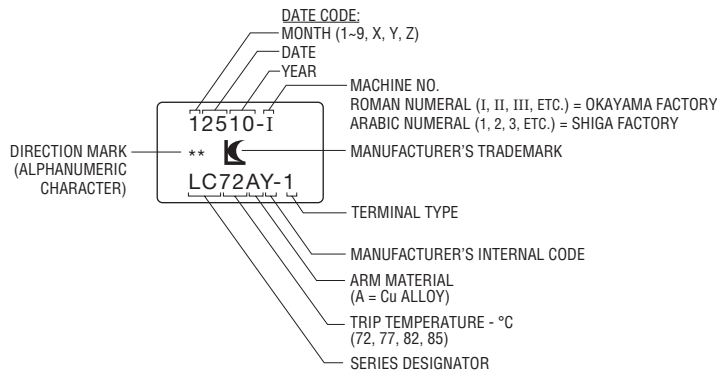 DATE CODE:
MONTH (1~9, X, Y, Z)
DATE
YEAR
MACHINE NO.
ROMAN NUMERAL (I, II, III, ETC.) = OKAYAMA FACTORY
ARABIC NUMERAL (1, 2, 3, ETC.) = SHIGA FACTORY
12510-I
DIRECTION MARK
(ALPHANUMERIC
CHARACTER)
**
MANUFACTURER'S TRADEMARK
LC72AY-1
TERMINAL TYPE
MANUFACTURER'S INTERNAL CODE
ARM MATERIAL
(A = Cu ALLOY)
TRIP TEMPERATURE - °C
(72, 77, 82, 85)
SERIES DESIGNATOR